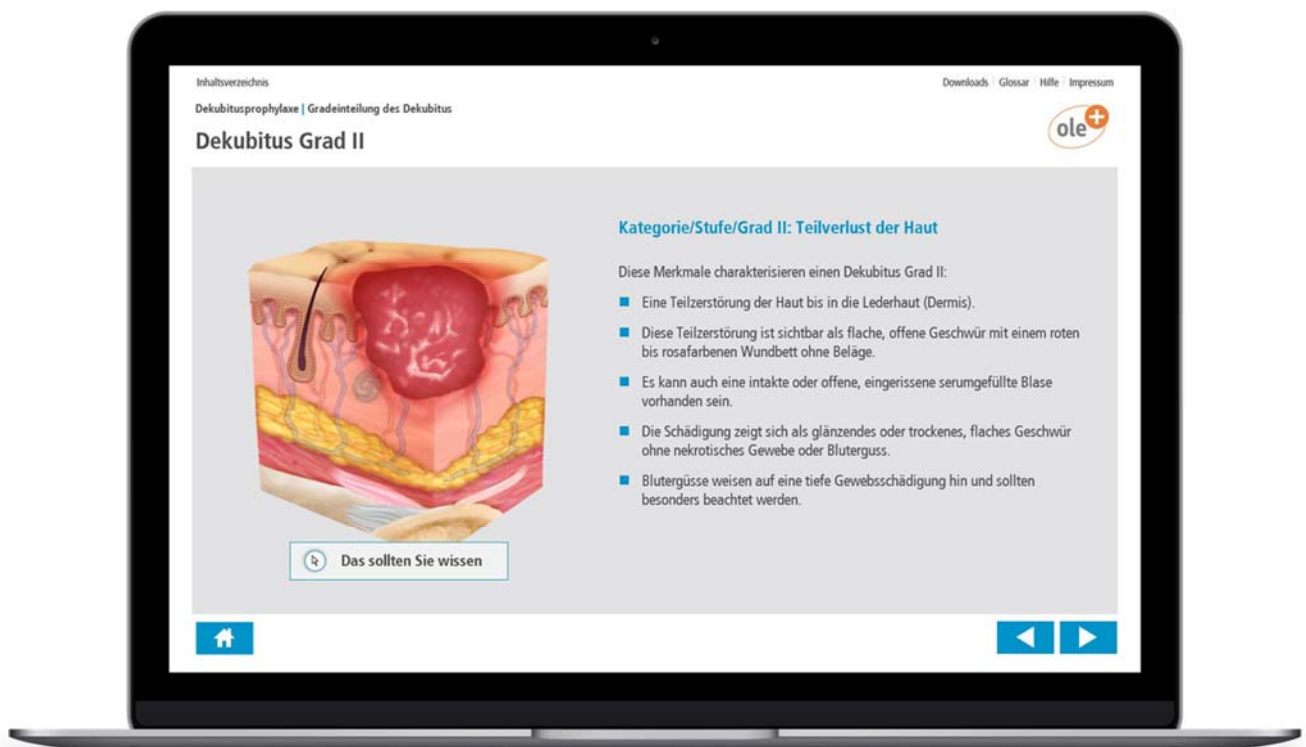 Inhaltsverzeichnis
Downloads Glossar Hilfe Impressum
Dekubitusprophylaxe | Gradeinteilung des Dekubitus
Dekubitus Grad II
ole+
Kategorie/Stufe/Grad II: Teilverlust der Haut
Diese Merkmale charakterisieren einen Dekubitus Grad II:
Eine Teilzerstörung der Haut bis in die Lederhaut (Dermis).
Diese Teilzerstörung ist sichtbar als flache, offene Geschwür mit einem roten
bis rosafarbenen Wundbett ohne Beläge.
Es kann auch eine intakte oder offene, eingerissene serumgefüllte Blase
vorhanden sein.
Die Schädigung zeigt sich als glänzendes oder trockenes, flaches Geschwür
ohne nekrotisches Gewebe oder Bluterguss.
Blutergüsse weisen auf eine tiefe Gewebsschädigung hin und sollten
besonders beachtet werden.
Das sollten Sie wissen